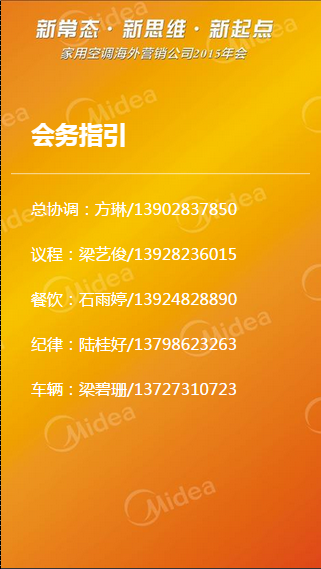 新常态·新思维·新起点
家用空调海外营销公司2015年会
会务指引
总协调：方琳/13902837850
议程：梁艺俊/13928236015
餐饮：石雨婷/13924828890
纪律：陆桂好/13798623263
车辆：梁碧珊/13727310723
Midea
Midea
Midea
Midea
Midea
Midea
Midea